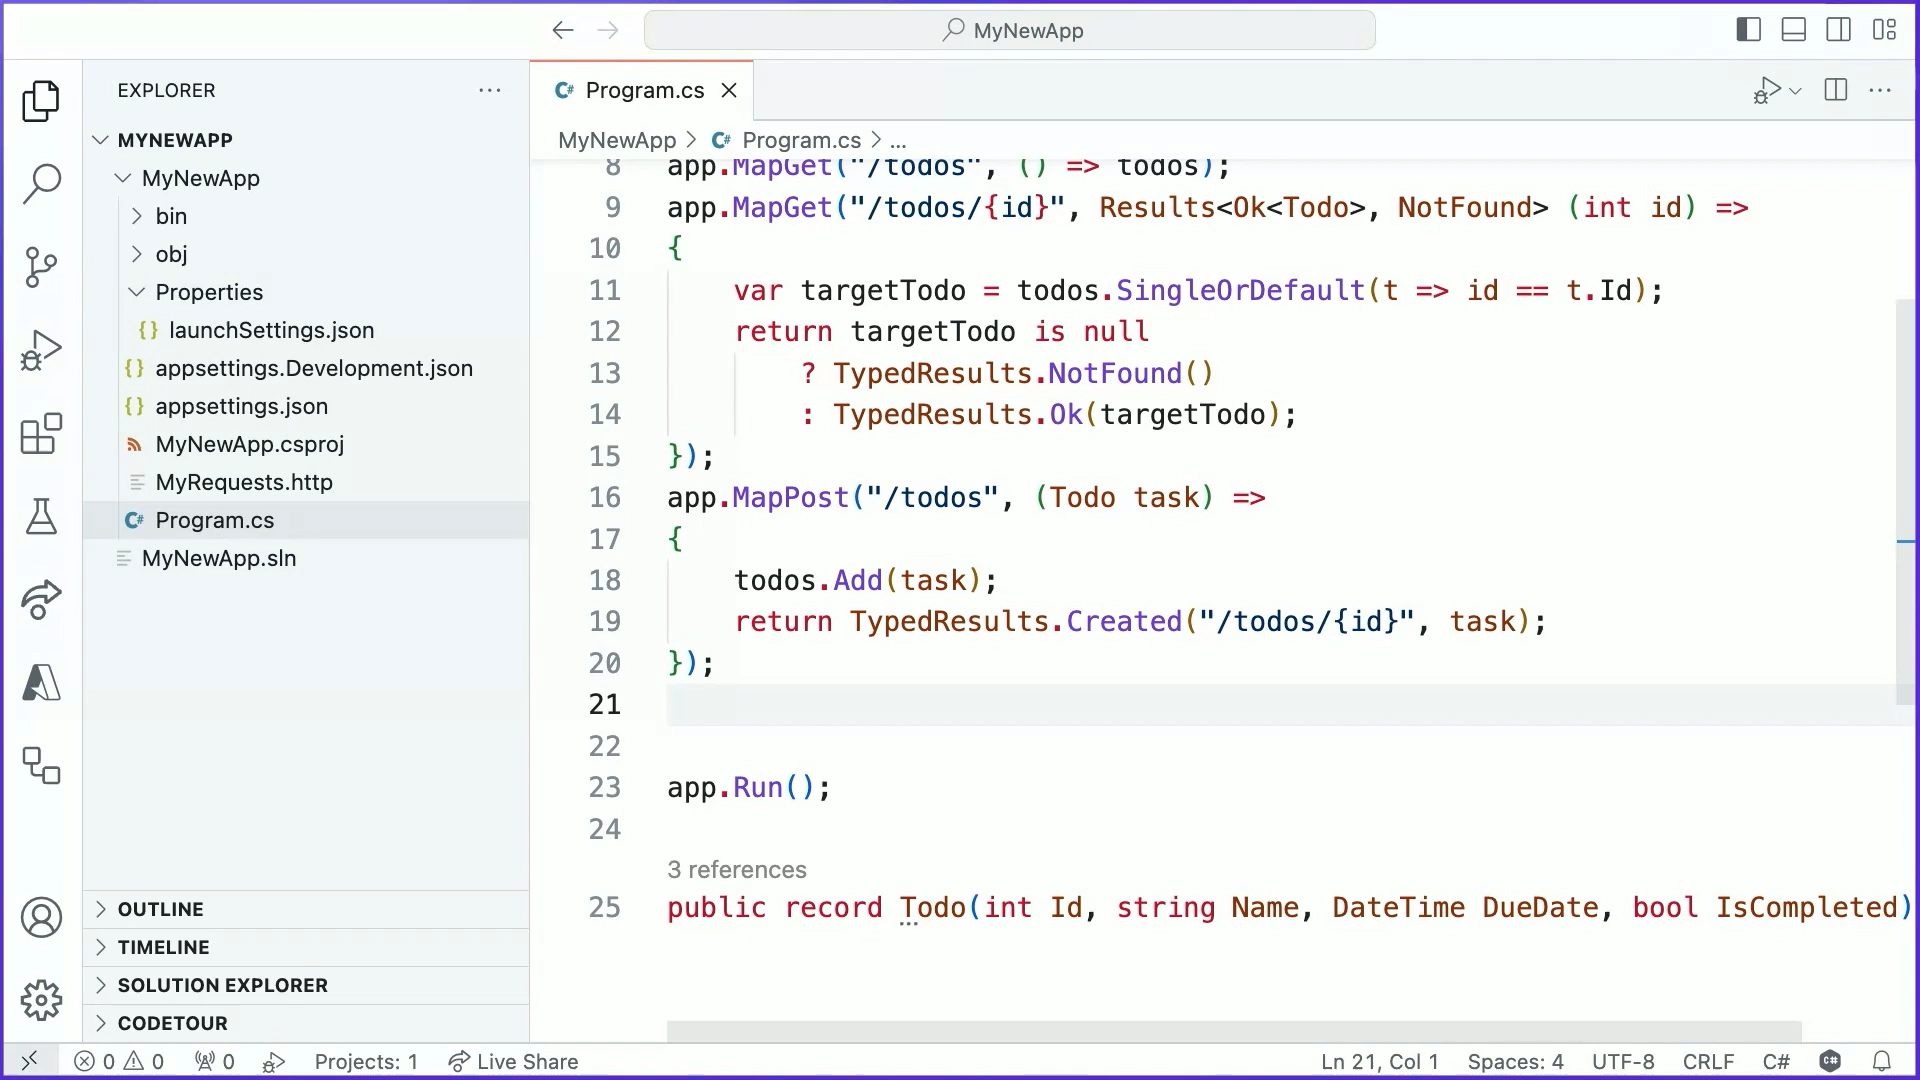 MyNewApp
EXPLORER
MYNEWAPP
MyNewApp
bin
obj
Properties
{} launchSettings.json
{} appsettings.Development.json
{} appsettings.json
MyNewApp.csproj
MyRequests.http
C# Program.cs
MyNewApp.sln
OUTLINE
TIMELINE
SOLUTION EXPLORER
CODETOUR
C# Program.cs
MyNewApp > C# Program.cs > ...
8 app.MapGet("/todos", () => todos);
9 app.MapGet("/todos/{id}", Results<Ok<Todo>, NotFound> (int id) =>
10 {
11 var targetTodo = todos.SingleOrDefault(t => id == t.Id);
12 return targetTodo is null
13 ? TypedResults.NotFound()
14 : TypedResults.Ok(targetTodo);
15 });
16 app.MapPost("/todos", (Todo task) =>
17 {
18 todos.Add(task);
19 return TypedResults.Created("/todos/{id}", task);
20 });
21
22
23 app.Run();
24
3 references
25 public record Todo(int Id, string Name, DateTime DueDate, bool IsCompleted)
0 0 0 Projects: 1 Live Share Ln 21, Col 1 Spaces: 4 UTF-8 CRLF C#